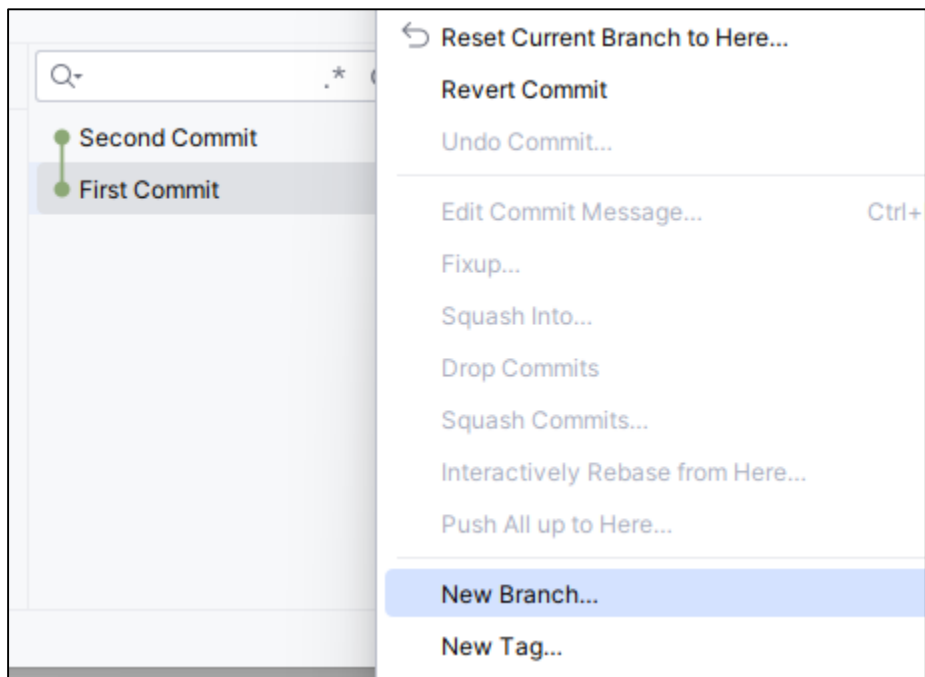 .*
Second Commit
First Commit
Reset Current Branch to Here...
Revert Commit
Undo Commit...
Edit Commit Message... Ctrl+
Fixup...
Squash Into...
Drop Commits
Squash Commits...
Interactively Rebase from Here...
Push All up to Here...
New Branch...
New Tag...